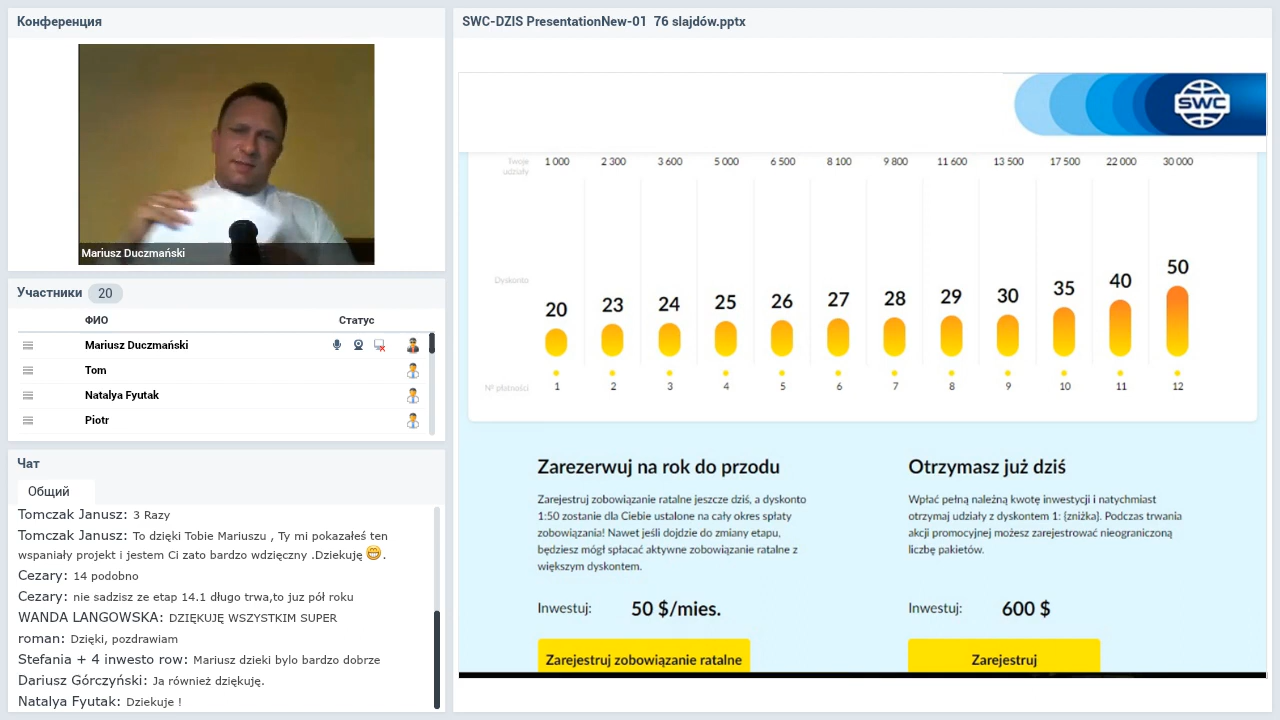 Конференция
Mariusz Duczmański
Участники 20
ФИО Статус
Mariusz Duczmański
Tom
Natalya Fyutak
Piotr
Чат
Общий
Tomczak Janusz: 3 Razy
Tomczak Janusz: To dzięki Tobie Mariuszu , Ty mi pokazałeś ten
wspaniały projekt i jestem Ci zato bardzo wdzięczny .Dziekuję 😁.
Cezary: 14 podobno
Cezary: nie sadzisz ze etap 14.1 długo trwa,to juz pół roku
WANDA LANGOWSKA: DZIĘKUJĘ WSZYSTKIM SUPER
roman: Dzięki, pozdrawiam
Stefania + 4 inwesto row: Mariusz dzieki bylo bardzo dobrze
Dariusz Górczyński: Ja również dziękuję.
Natalya Fyutak: Dziekuje !
SWC-DZIS PresentationNew-01 76 slajdów.pptx
SWC
Twoje udziały 1 000 2 300 3 600 5 000 6 500 8 100 9 800 11 600 13 500 17 500 22 000 30 000
Dyskonto
20 23 24 25 26 27 28 29 30 35 40 50
Nº płatności 1 2 3 4 5 6 7 8 9 10 11 12
Zarezerwuj na rok do przodu
Zarejestruj zobowiązanie ratalne jeszcze dziś, a dyskonto
1:50 zostanie dla Ciebie ustalone na cały okres spłaty
zobowiązania! Nawet jeśli dojdzie do zmiany etapu,
będziesz mógł spłacać aktywne zobowiązanie ratalne z
większym dyskontem.
Inwestuj: 50 $/mies.
Zarejestruj zobowiązanie ratalne
Otrzymasz już dziś
Wpłać pełną należną kwotę inwestycji i natychmiast
otrzymaj udziały z dyskontem 1: {zniżka}. Podczas trwania
akcji promocyjnej możesz zarejestrować nieograniczoną
liczbę pakietów.
Inwestuj: 600 $
Zarejestruj